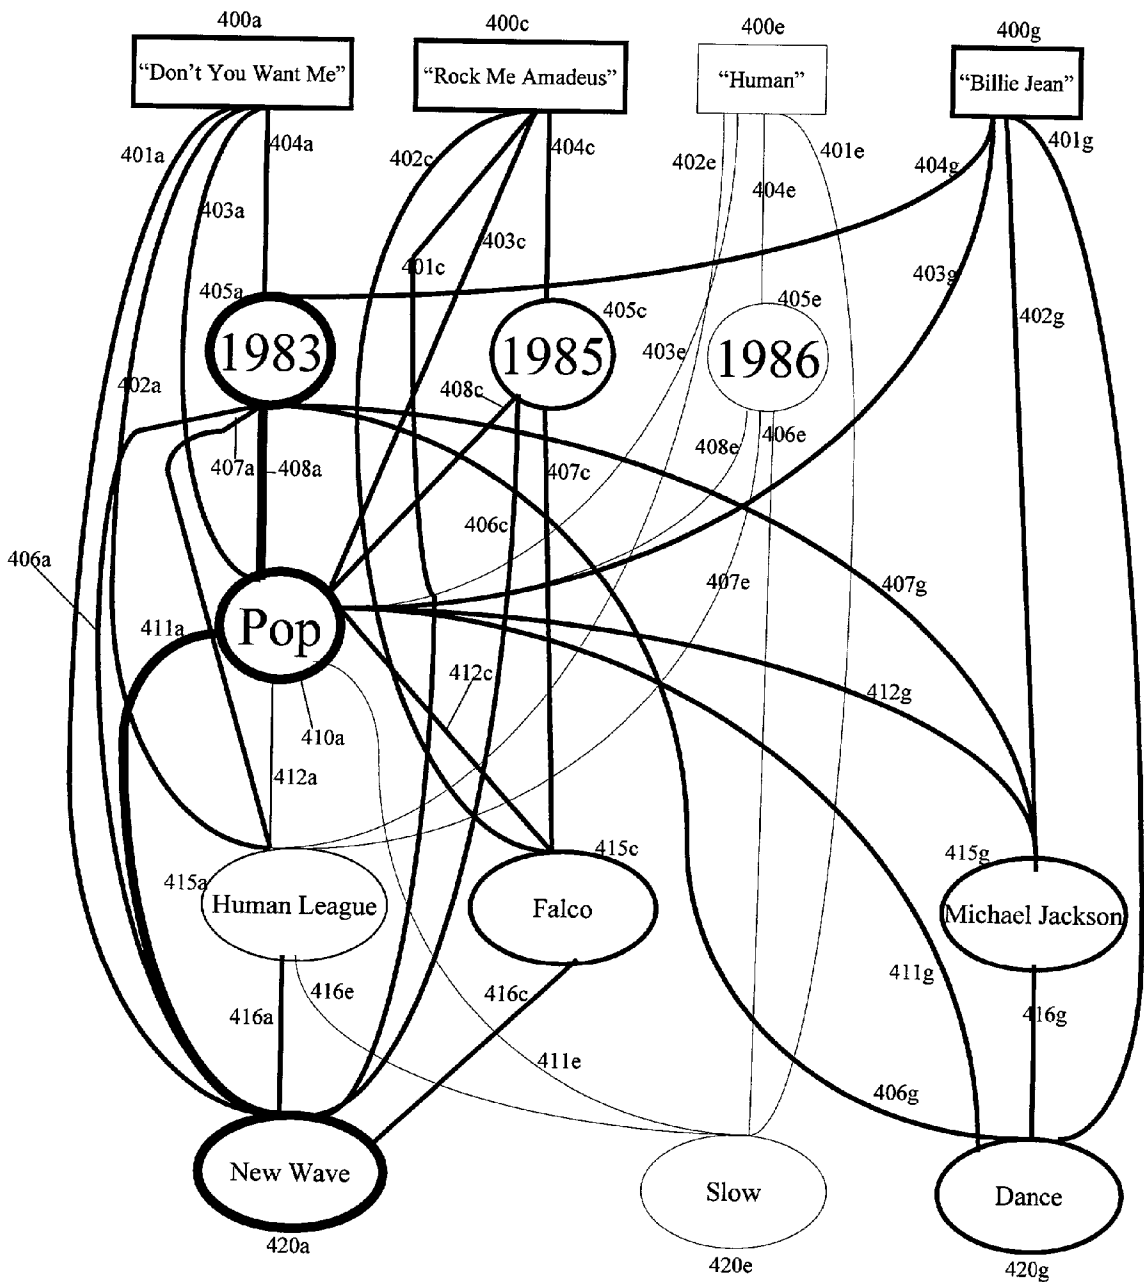 400a
400c
400e
400g
“Don’t You Want Me”
“Rock Me Amadeus”
“Human”
“Billie Jean”
401a
404a
402c
404c
402e
401e
404g
401g
404e
403a
403c
401c
403g
405a
405c
405e
402g
1983
1985
1986
403e
402a
408c
407a
408a
407c
408e
406e
406c
406a
407e
407g
Pop
411a
412c
412g
410a
412a
415a
415c
415g
Human League
Falco
Michael Jackson
416e
416c
411g
416a
416g
411e
406g
New Wave
Slow
Dance
420a
420e
420g